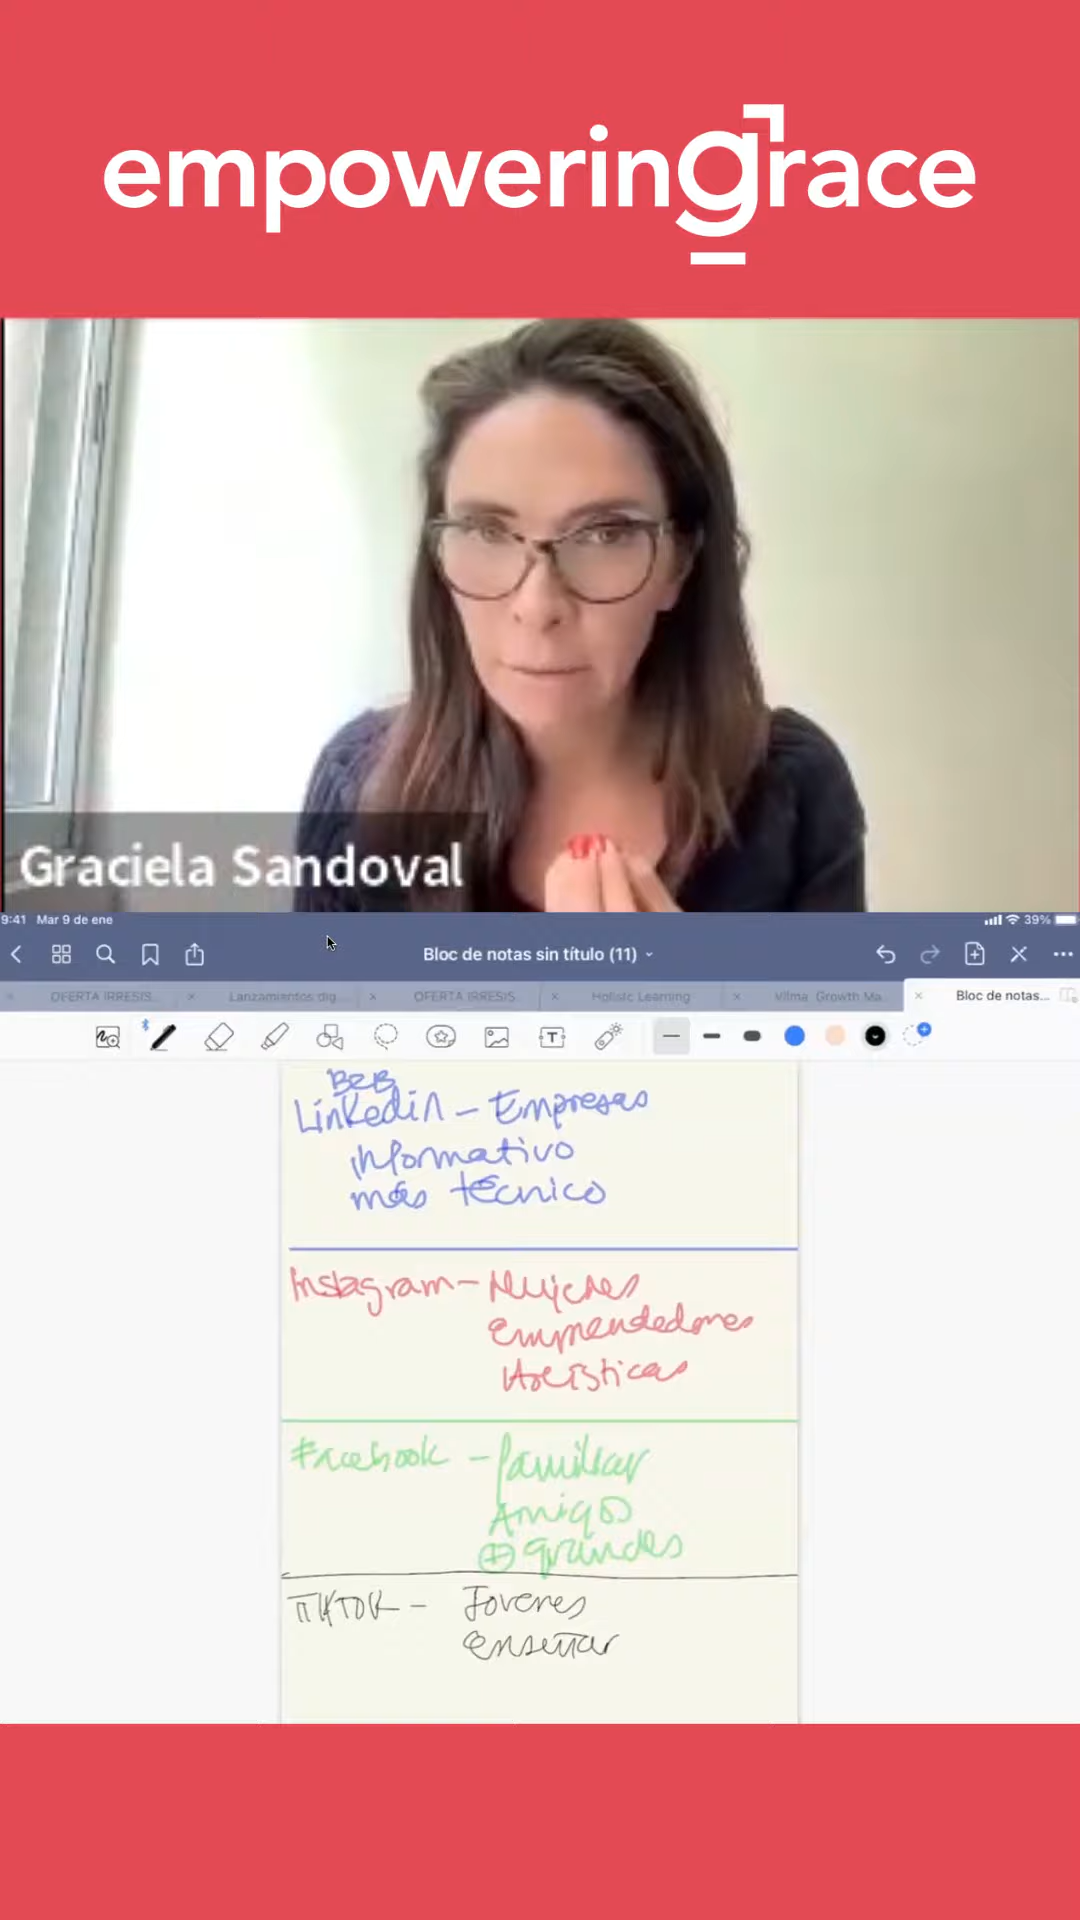 empoweringrace
Graciela Sandoval
9:41 Mar 9 de ene
39%
Bloc de notas sin título (11)
OFERTA IRRESIS...
Lanzamientos dig...
OFERTA IRRESIS
Holistc Learning
Vilma Growth Ma...
Bloc de notas...
B2B
LinkedIn - Empresas
informativo
más técnico
Instagram - Mujeres
emprendedores
Holísticas
Facebook - familiar
Amigos
+ grandes
TIKTOK - Jovenes
enseñar